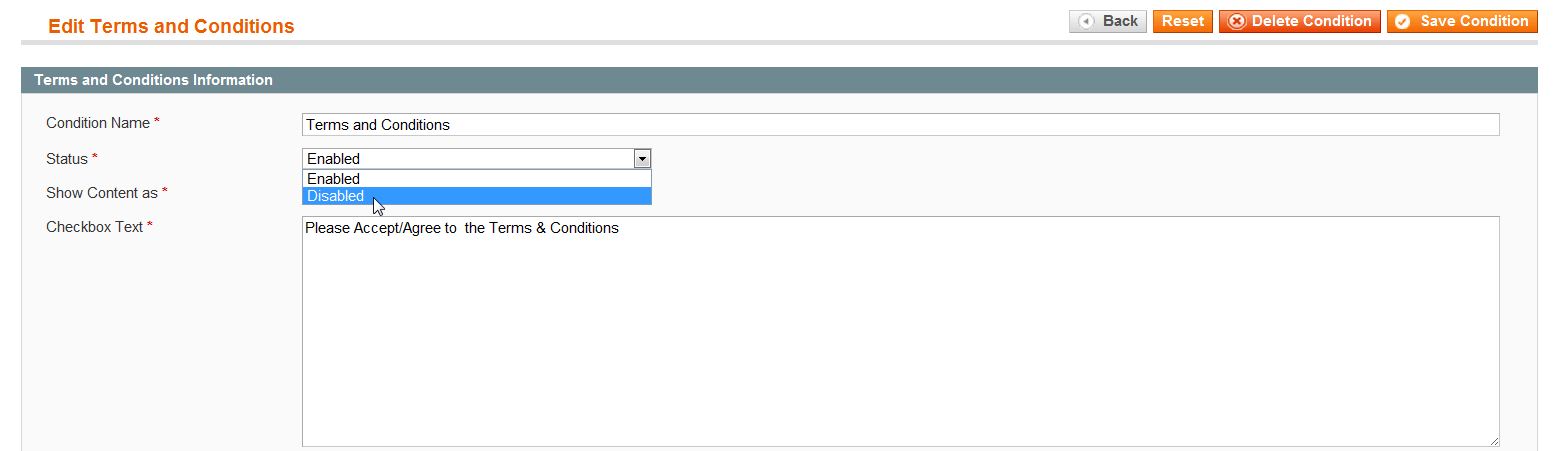 Edit Terms and Conditions
Back Reset Delete Condition Save Condition
Terms and Conditions Information
Condition Name * Terms and Conditions
Status * Enabled
Enabled
Show Content as * Disabled
Checkbox Text * Please Accept/Agree to  the Terms & Conditions